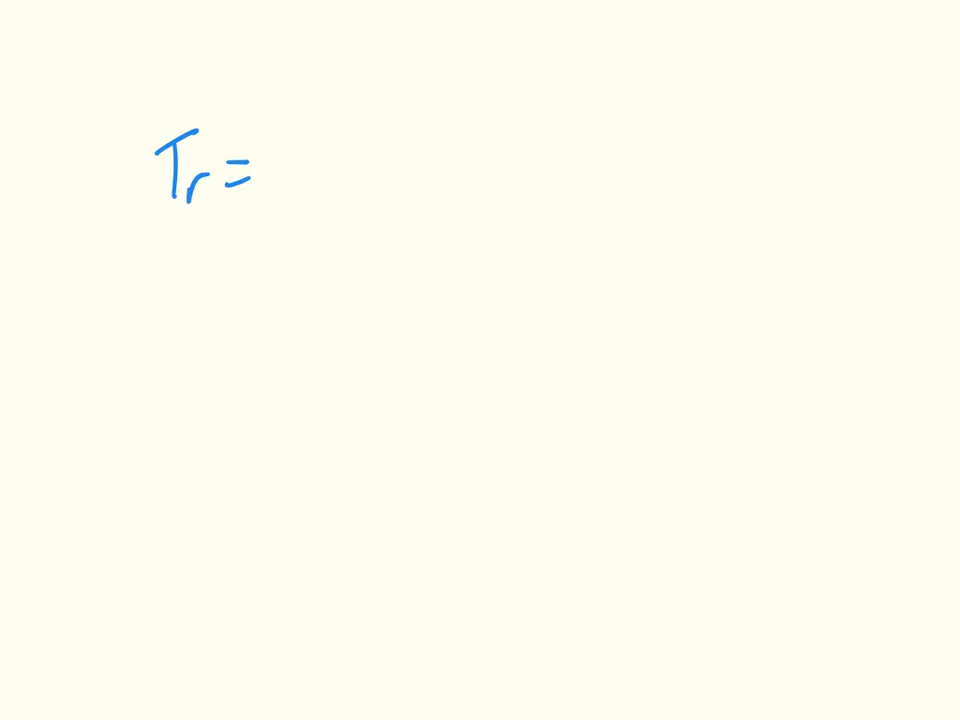 Tr =